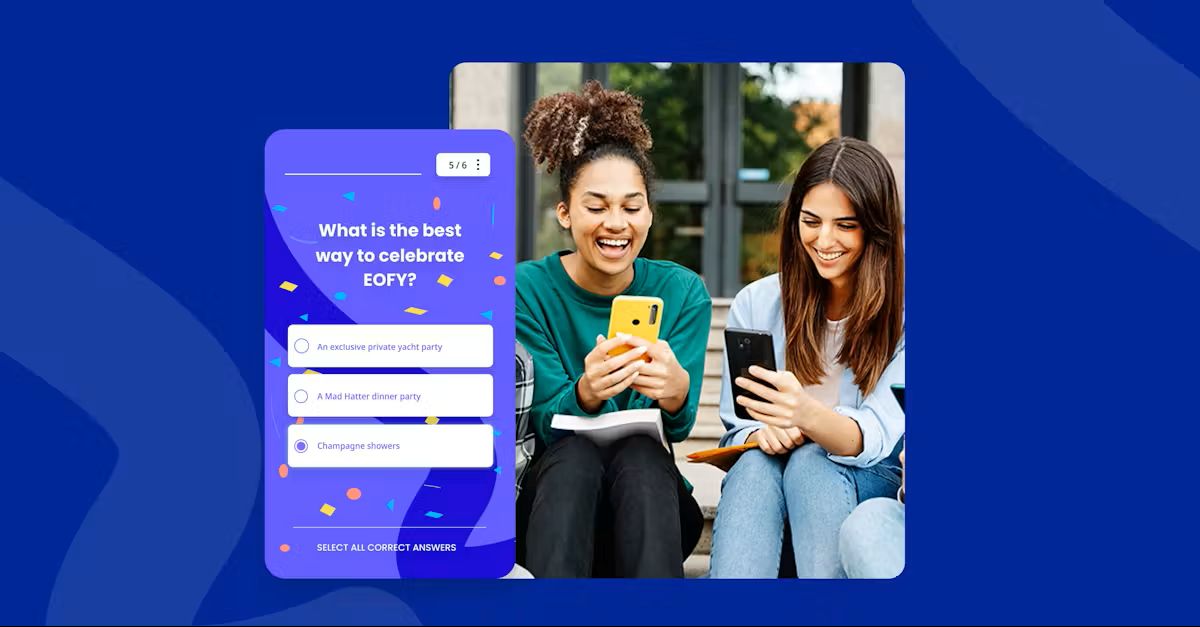 5 / 6
What is the best
way to celebrate
EOFY?
An exclusive private yacht party
A Mad Hatter dinner party
Champagne showers
SELECT ALL CORRECT ANSWERS